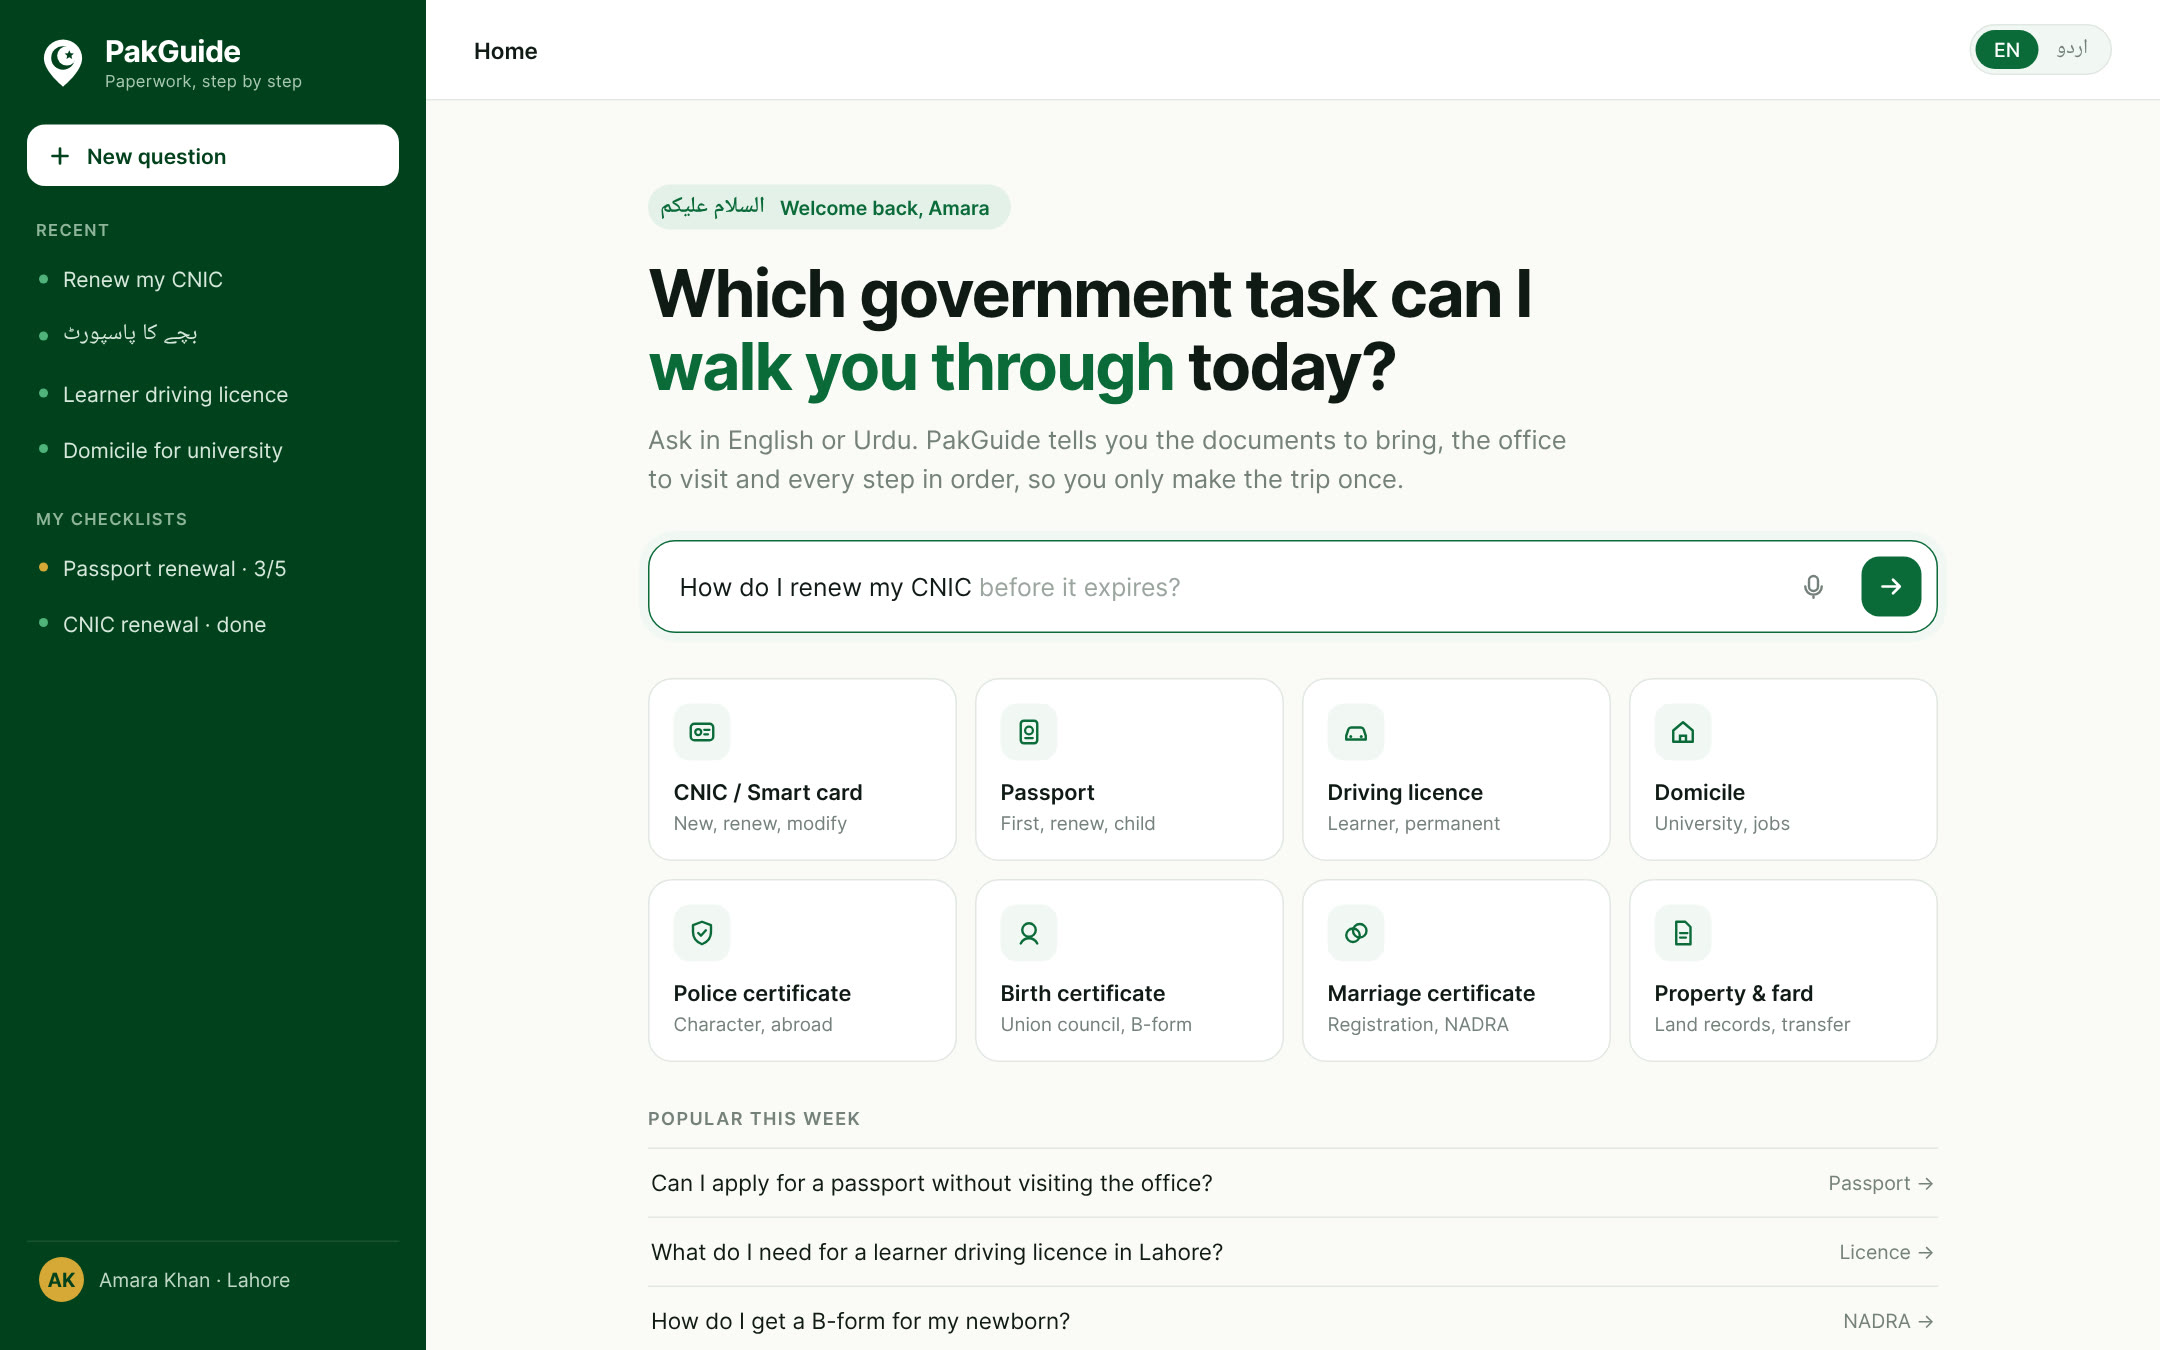 PakGuide
Paperwork, step by step
New question
RECENT
Renew my CNIC
بچے کا پاسپورٹ
Learner driving licence
Domicile for university
MY CHECKLISTS
Passport renewal · 3/5
CNIC renewal · done
AK
Amara Khan · Lahore
Home
EN
اردو
السلام علیکم Welcome back, Amara
Which government task can I
walk you through today?
Ask in English or Urdu. PakGuide tells you the documents to bring, the office
to visit and every step in order, so you only make the trip once.
How do I renew my CNIC before it expires?
CNIC / Smart card
New, renew, modify
Passport
First, renew, child
Driving licence
Learner, permanent
Domicile
University, jobs
Police certificate
Character, abroad
Birth certificate
Union council, B-form
Marriage certificate
Registration, NADRA
Property & fard
Land records, transfer
POPULAR THIS WEEK
Can I apply for a passport without visiting the office?
Passport →
What do I need for a learner driving licence in Lahore?
Licence →
How do I get a B-form for my newborn?
NADRA →